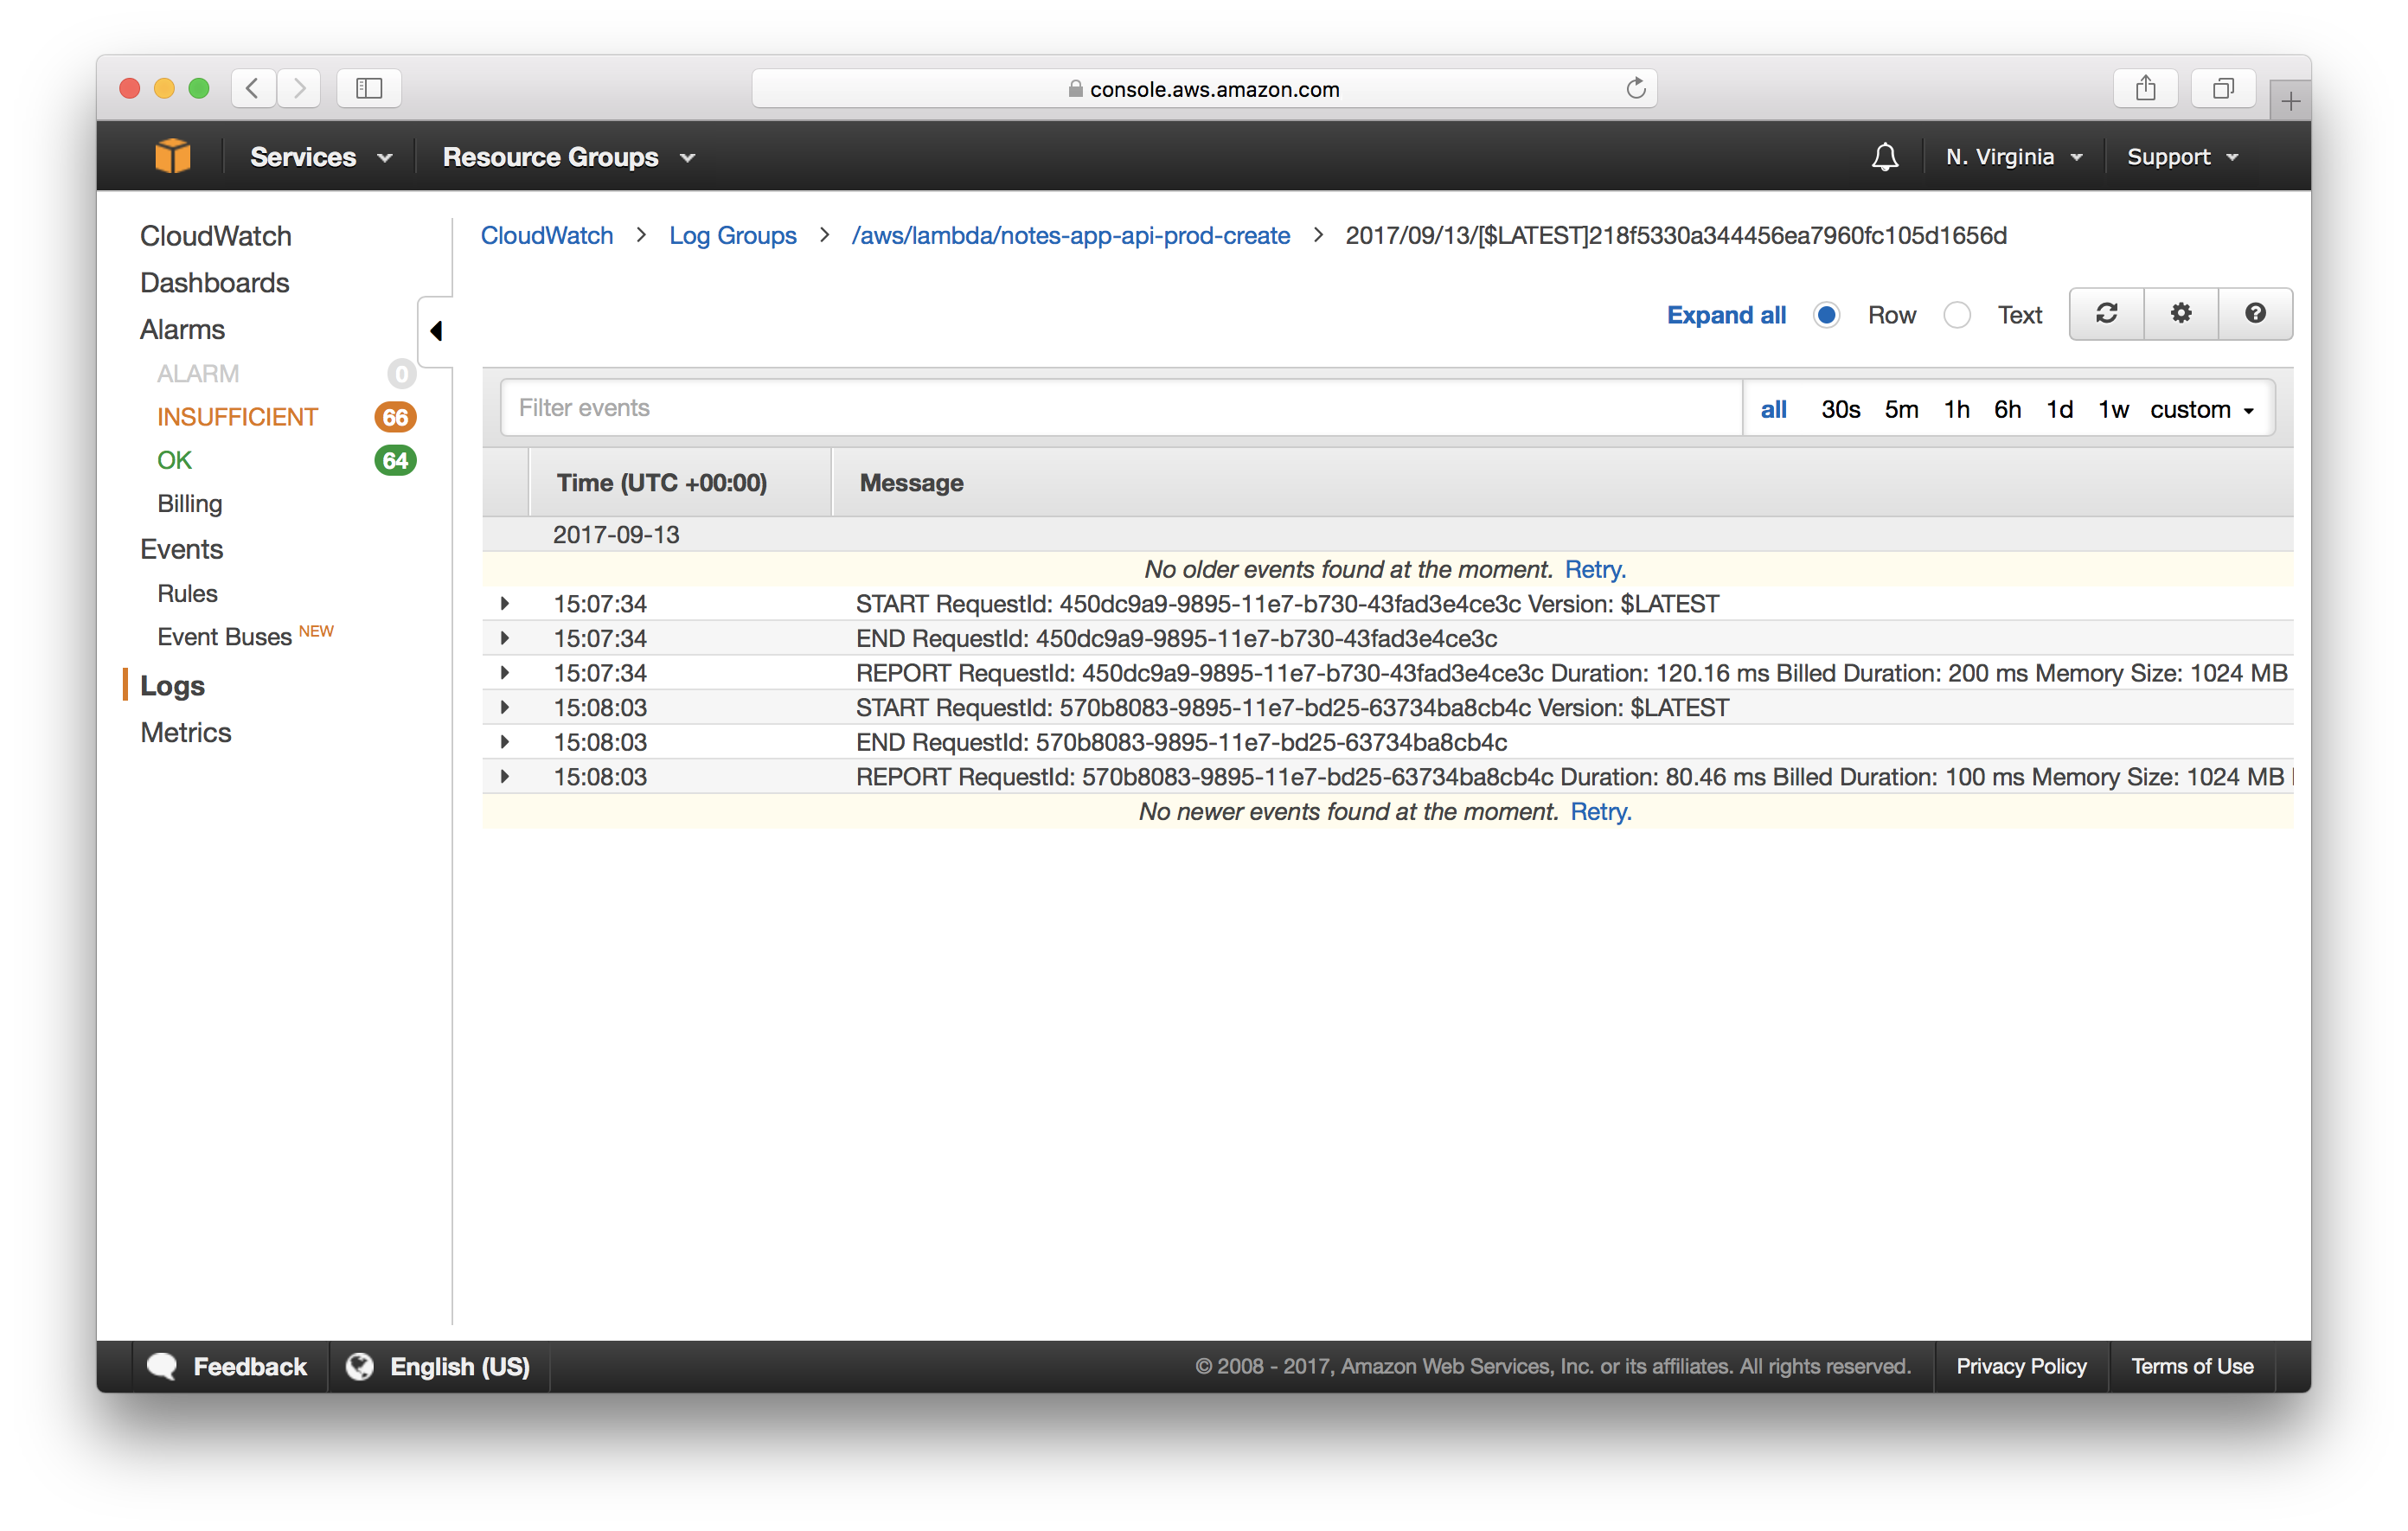 console.aws.amazon.com
Services
Resource Groups
N. Virginia
Support
CloudWatch
Dashboards
Alarms
ALARM 0
INSUFFICIENT 66
OK 64
Billing
Events
Rules
Event Buses NEW
Logs
Metrics
CloudWatch > Log Groups > /aws/lambda/notes-app-api-prod-create > 2017/09/13/[$LATEST]218f5330a344456ea7960fc105d1656d
Expand all Row Text
Filter events
all 30s 5m 1h 6h 1d 1w custom
Time (UTC +00:00) Message
2017-09-13
No older events found at the moment. Retry.
15:07:34 START RequestId: 450dc9a9-9895-11e7-b730-43fad3e4ce3c Version: $LATEST
15:07:34 END RequestId: 450dc9a9-9895-11e7-b730-43fad3e4ce3c
15:07:34 REPORT RequestId: 450dc9a9-9895-11e7-b730-43fad3e4ce3c Duration: 120.16 ms Billed Duration: 200 ms Memory Size: 1024 MB
15:08:03 START RequestId: 570b8083-9895-11e7-bd25-63734ba8cb4c Version: $LATEST
15:08:03 END RequestId: 570b8083-9895-11e7-bd25-63734ba8cb4c
15:08:03 REPORT RequestId: 570b8083-9895-11e7-bd25-63734ba8cb4c Duration: 80.46 ms Billed Duration: 100 ms Memory Size: 1024 MB
No newer events found at the moment. Retry.
Feedback
English (US)
© 2008 - 2017, Amazon Web Services, Inc. or its affiliates. All rights reserved.
Privacy Policy
Terms of Use